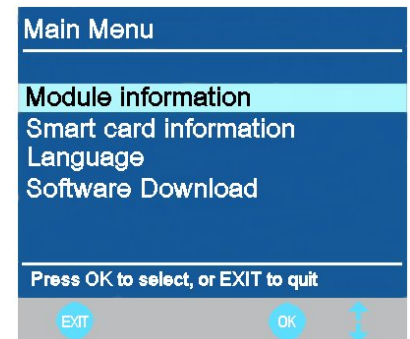 Main Menu
Module information
Smart card information
Language
Software Download
Press OK to select, or EXIT to quit
EXIT OK